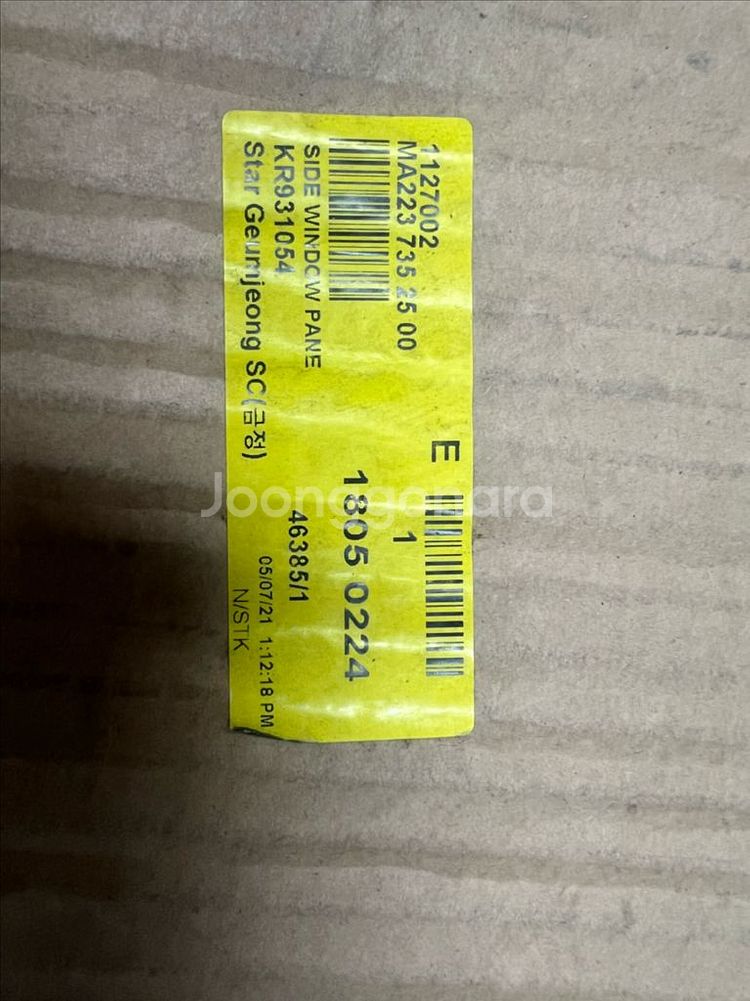 1127002
MA223 735 25 00
SIDE WINDOW PANE
KR931054
Star Geumjeong SC(금정)
E
1
1805 0224
46385/1
05/07/21 1:12:18 PM
N/STK
Joonggonara